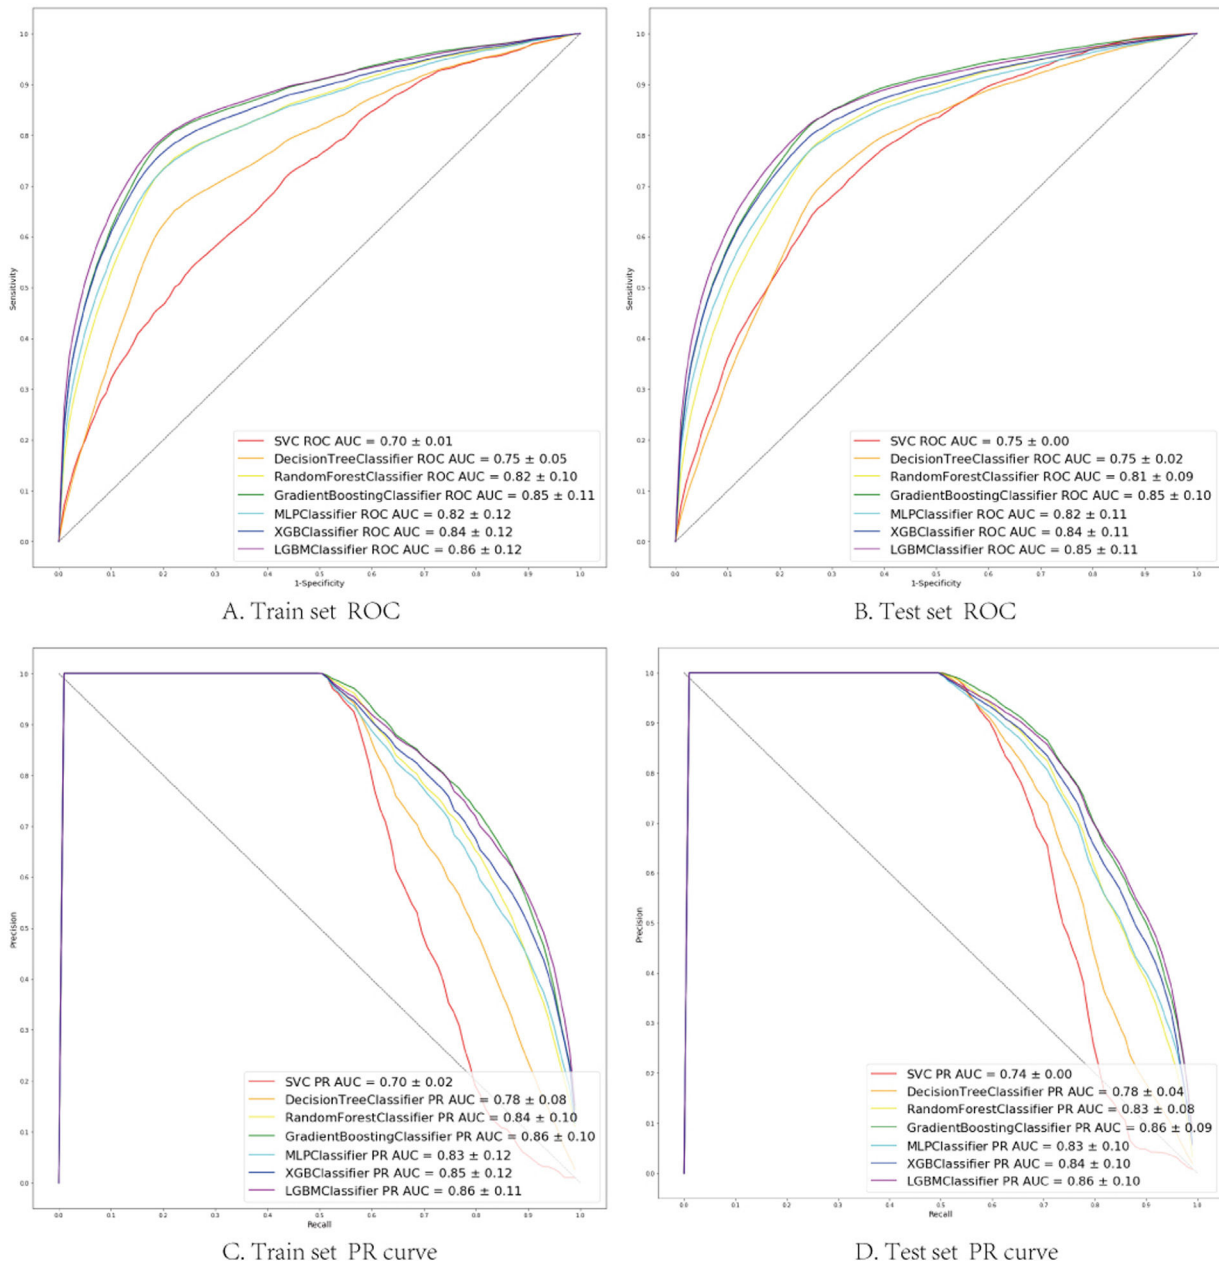 1.0
0.9
0.8
0.7
0.6
0.5
0.4
0.3
0.2
0.1
0.0
Sensitivity
0.0 0.1 0.2 0.3 0.4 0.5 0.6 0.7 0.8 0.9 1.0
1-Specificity
SVC ROC AUC = 0.70 ± 0.01
DecisionTreeClassifier ROC AUC = 0.75 ± 0.05
RandomForestClassifier ROC AUC = 0.82 ± 0.10
GradientBoostingClassifier ROC AUC = 0.85 ± 0.11
MLPClassifier ROC AUC = 0.82 ± 0.12
XGBClassifier ROC AUC = 0.84 ± 0.12
LGBMClassifier ROC AUC = 0.86 ± 0.12
A. Train set ROC
1.0
0.9
0.8
0.7
0.6
0.5
0.4
0.3
0.2
0.1
0.0
Sensitivity
0.0 0.1 0.2 0.3 0.4 0.5 0.6 0.7 0.8 0.9 1.0
1-Specificity
SVC ROC AUC = 0.75 ± 0.00
DecisionTreeClassifier ROC AUC = 0.75 ± 0.02
RandomForestClassifier ROC AUC = 0.81 ± 0.09
GradientBoostingClassifier ROC AUC = 0.85 ± 0.10
MLPClassifier ROC AUC = 0.82 ± 0.11
XGBClassifier ROC AUC = 0.84 ± 0.11
LGBMClassifier ROC AUC = 0.85 ± 0.11
B. Test set ROC
1.0
0.9
0.8
0.7
0.6
0.5
0.4
0.3
0.2
0.1
0.0
Precision
0.0 0.1 0.2 0.3 0.4 0.5 0.6 0.7 0.8 0.9 1.0
Recall
SVC PR AUC = 0.70 ± 0.02
DecisionTreeClassifier PR AUC = 0.78 ± 0.08
RandomForestClassifier PR AUC = 0.84 ± 0.10
GradientBoostingClassifier PR AUC = 0.86 ± 0.10
MLPClassifier PR AUC = 0.83 ± 0.12
XGBClassifier PR AUC = 0.85 ± 0.12
LGBMClassifier PR AUC = 0.86 ± 0.11
C. Train set PR curve
1.0
0.9
0.8
0.7
0.6
0.5
0.4
0.3
0.2
0.1
0.0
Precision
0.0 0.1 0.2 0.3 0.4 0.5 0.6 0.7 0.8 0.9 1.0
Recall
SVC PR AUC = 0.74 ± 0.00
DecisionTreeClassifier PR AUC = 0.78 ± 0.04
RandomForestClassifier PR AUC = 0.83 ± 0.08
GradientBoostingClassifier PR AUC = 0.86 ± 0.09
MLPClassifier PR AUC = 0.83 ± 0.10
XGBClassifier PR AUC = 0.84 ± 0.10
LGBMClassifier PR AUC = 0.86 ± 0.10
D. Test set PR curve